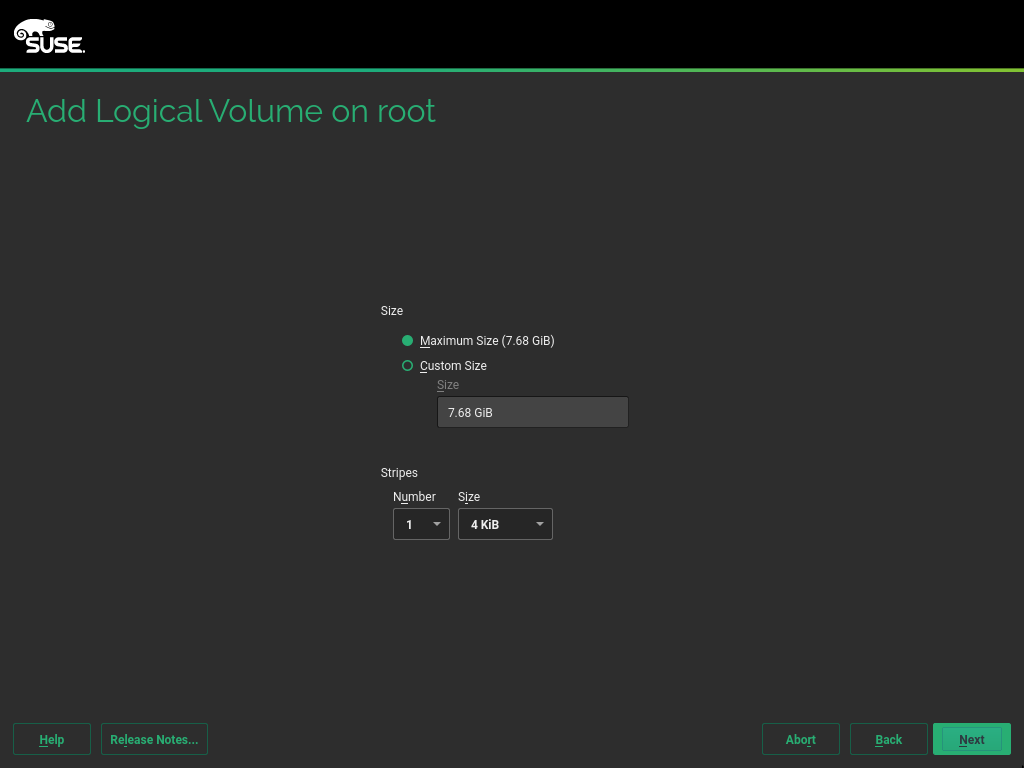 SUSE.
Add Logical Volume on root
Size
Maximum Size (7.68 GiB)
Custom Size
Size
7.68 GiB
Stripes
Number Size
1 4 KiB
Help Release Notes... Abort Back Next